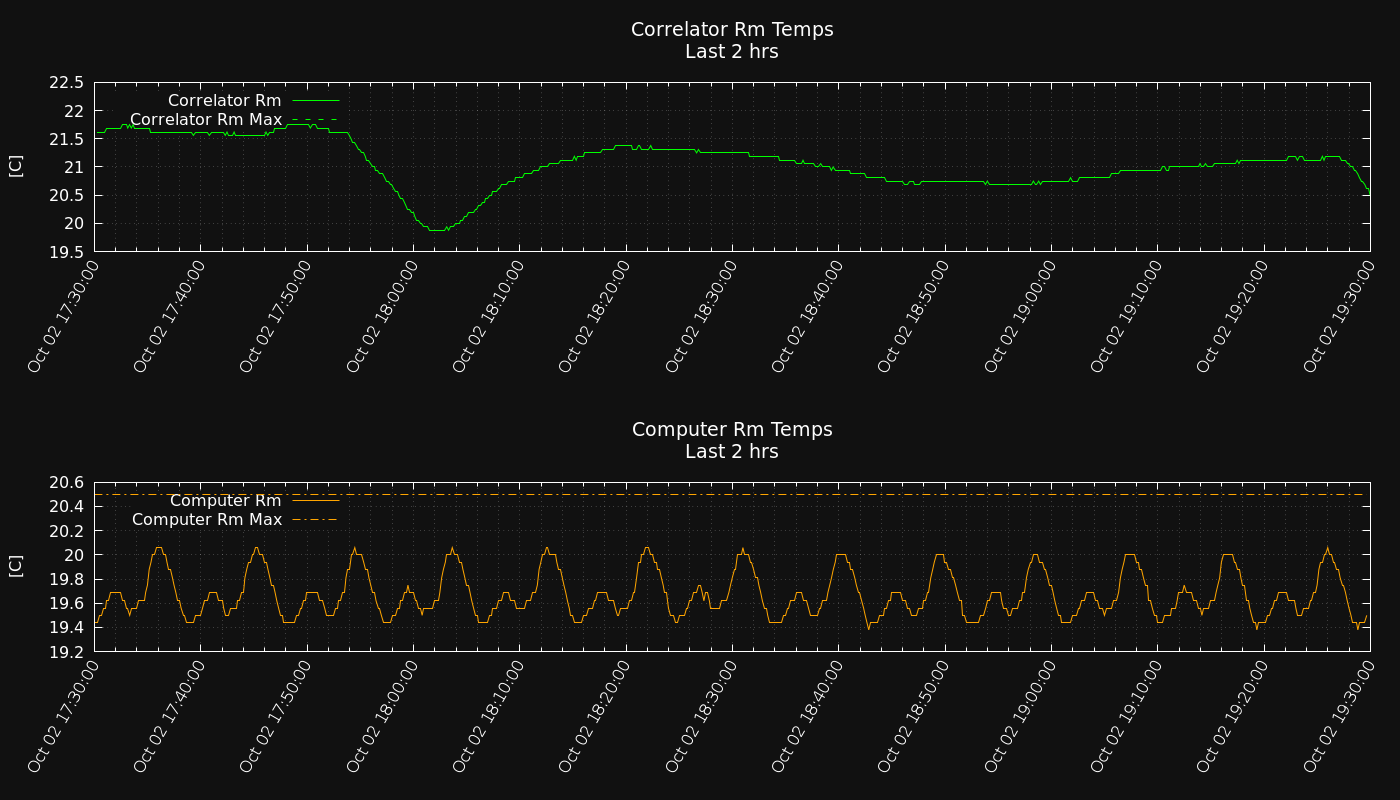 Correlator Rm Temps
Last 2 hrs
22.5
22
21.5
21
20.5
20
19.5
[C]
Correlator Rm
Correlator Rm Max
Oct 02 17:30:00
Oct 02 17:40:00
Oct 02 17:50:00
Oct 02 18:00:00
Oct 02 18:10:00
Oct 02 18:20:00
Oct 02 18:30:00
Oct 02 18:40:00
Oct 02 18:50:00
Oct 02 19:00:00
Oct 02 19:10:00
Oct 02 19:20:00
Oct 02 19:30:00
Computer Rm Temps
Last 2 hrs
20.6
20.4
20.2
20
19.8
19.6
19.4
19.2
[C]
Computer Rm
Computer Rm Max
Oct 02 17:30:00
Oct 02 17:40:00
Oct 02 17:50:00
Oct 02 18:00:00
Oct 02 18:10:00
Oct 02 18:20:00
Oct 02 18:30:00
Oct 02 18:40:00
Oct 02 18:50:00
Oct 02 19:00:00
Oct 02 19:10:00
Oct 02 19:20:00
Oct 02 19:30:00